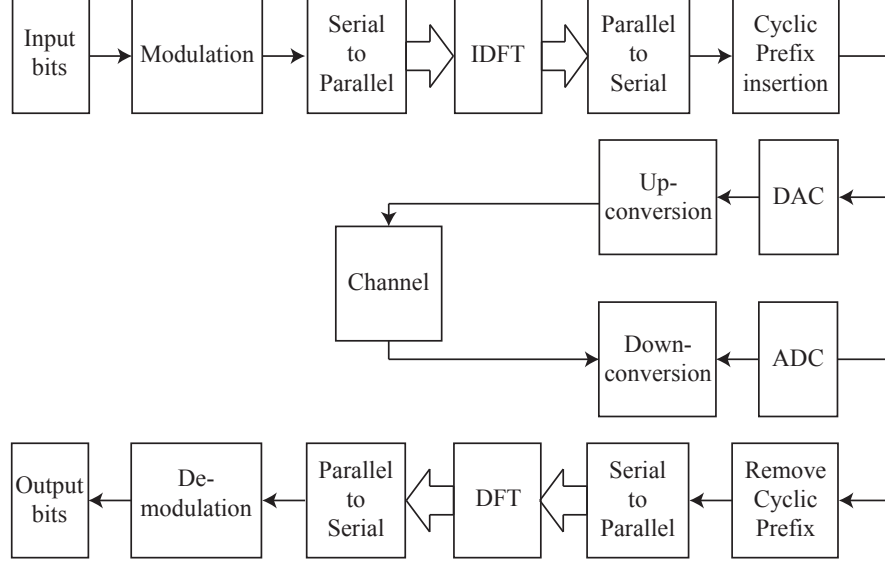 Input
bits
Modulation
Serial
to
Parallel
IDFT
Parallel
to
Serial
Cyclic
Prefix
insertion
Up-
conversion
DAC
Channel
Down-
conversion
ADC
Output
bits
De-
modulation
Parallel
to
Serial
DFT
Serial
to
Parallel
Remove
Cyclic
Prefix